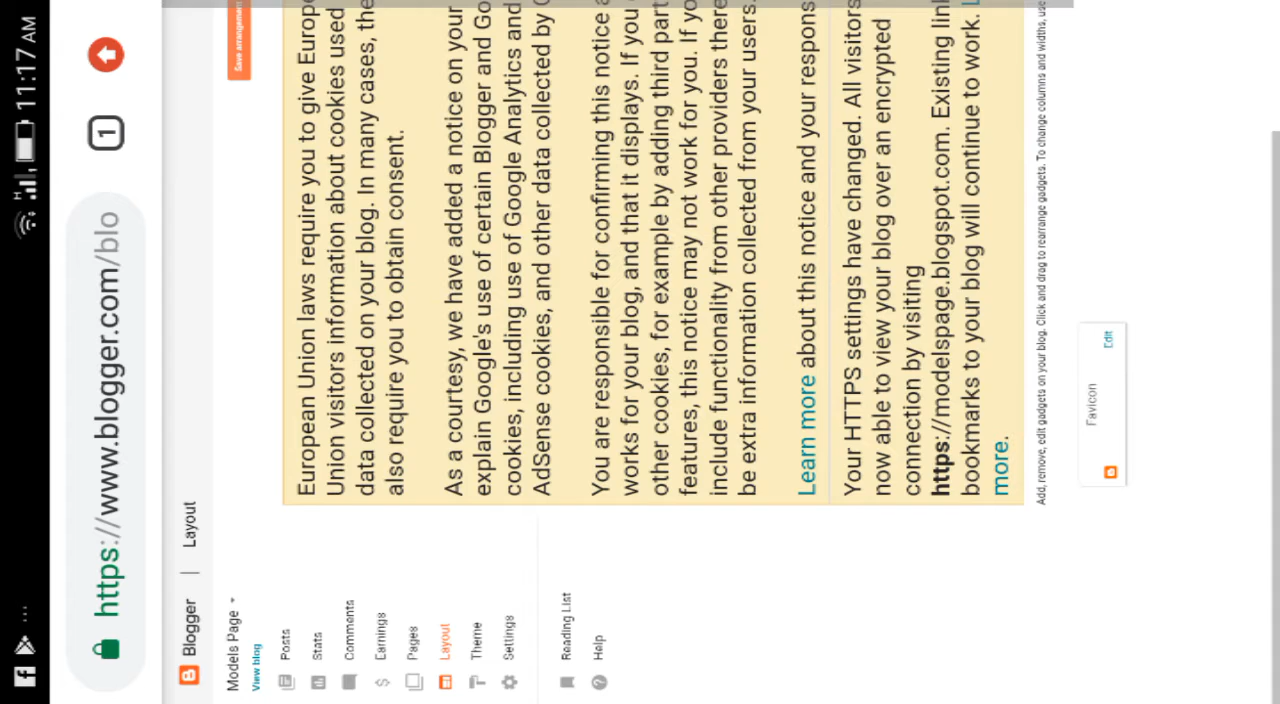 11:17 AM
https://www.blogger.com/blo
1
Blogger | Layout
Models Page
View blog
Save arrangement
Posts
Stats
Comments
Earnings
Pages
Layout
Theme
Settings
Reading List
Help
European Union laws require you to give Europe
Union visitors information about cookies used
data collected on your blog. In many cases, the
also require you to obtain consent.
As a courtesy, we have added a notice on your
explain Google's use of certain Blogger and Go
cookies, including use of Google Analytics and
AdSense cookies, and other data collected by
You are responsible for confirming this notice a
works for your blog, and that it displays. If you
other cookies, for example by adding third part
features, this notice may not work for you. If yo
include functionality from other providers there
be extra information collected from your users.
Learn more about this notice and your respons
Your HTTPS settings have changed. All visitors
now able to view your blog over an encrypted
connection by visiting
https://modelspage.blogspot.com. Existing link
bookmarks to your blog will continue to work.
more.
Add, remove, edit gadgets on your blog. Click and drag to rearrange gadgets. To change columns and widths, use
Favicon
Edit